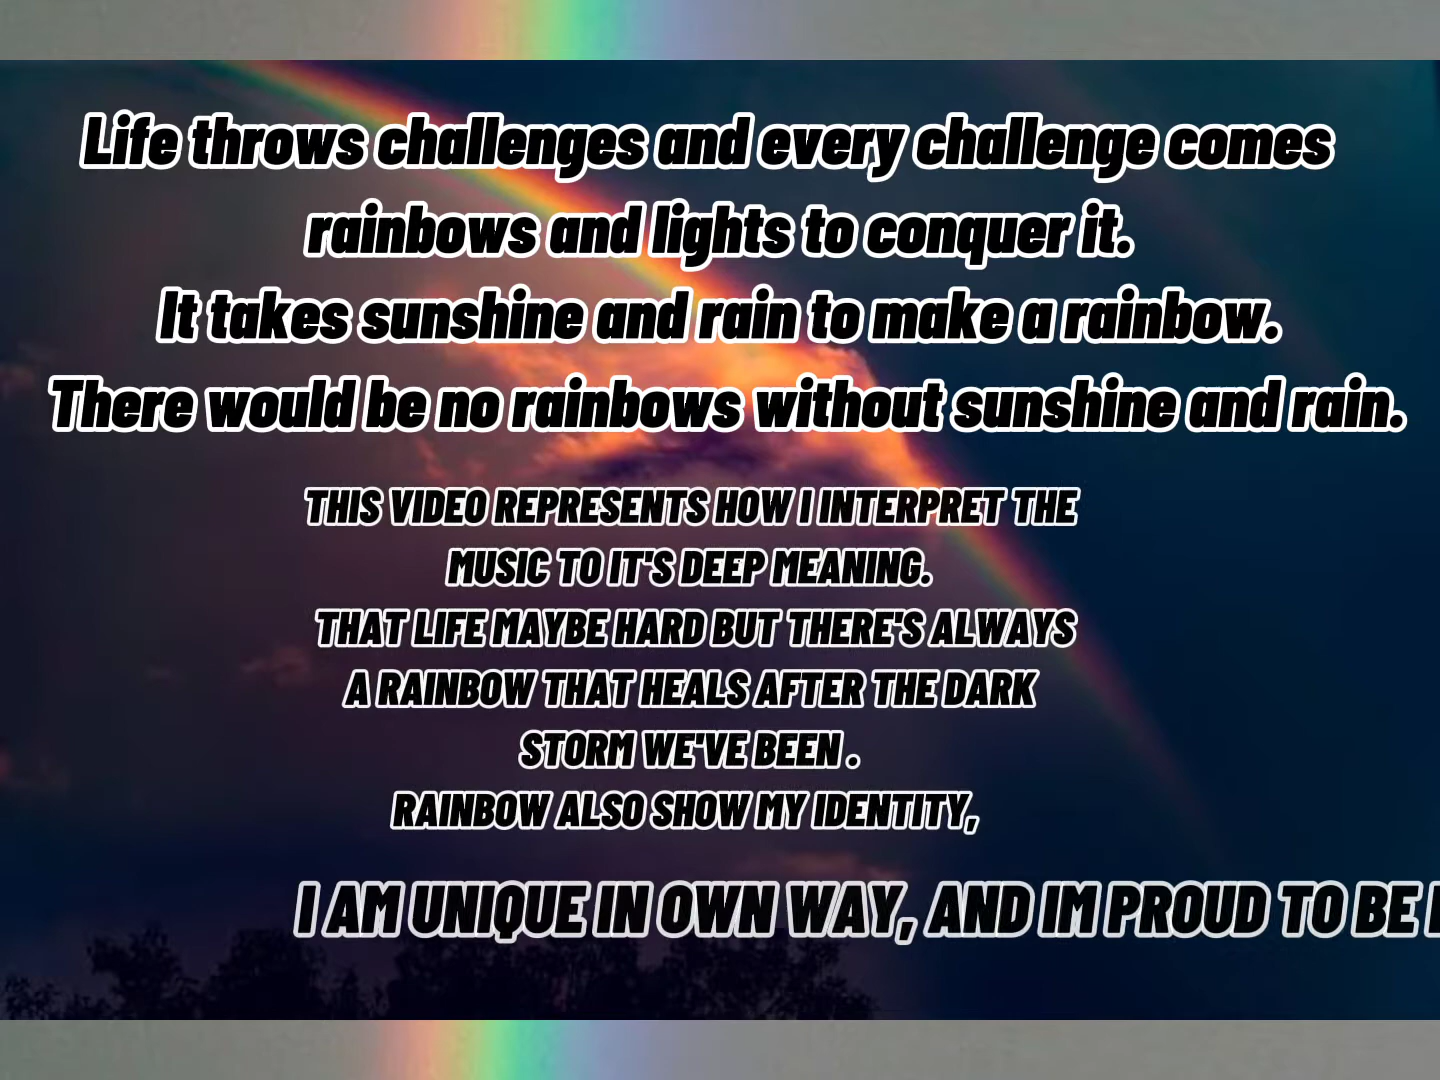 Life throws challenges and every challenge comes
rainbows and lights to conquer it.
It takes sunshine and rain to make a rainbow.
There would be no rainbows without sunshine and rain.
THIS VIDEO REPRESENTS HOW I INTERPRET THE
MUSIC TO IT'S DEEP MEANING.
THAT LIFE MAYBE HARD BUT THERE'S ALWAYS
A RAINBOW THAT HEALS AFTER THE DARK
STORM WE'VE BEEN .
RAINBOW ALSO SHOW MY IDENTITY,
I AM UNIQUE IN OWN WAY, AND IM PROUD TO BE